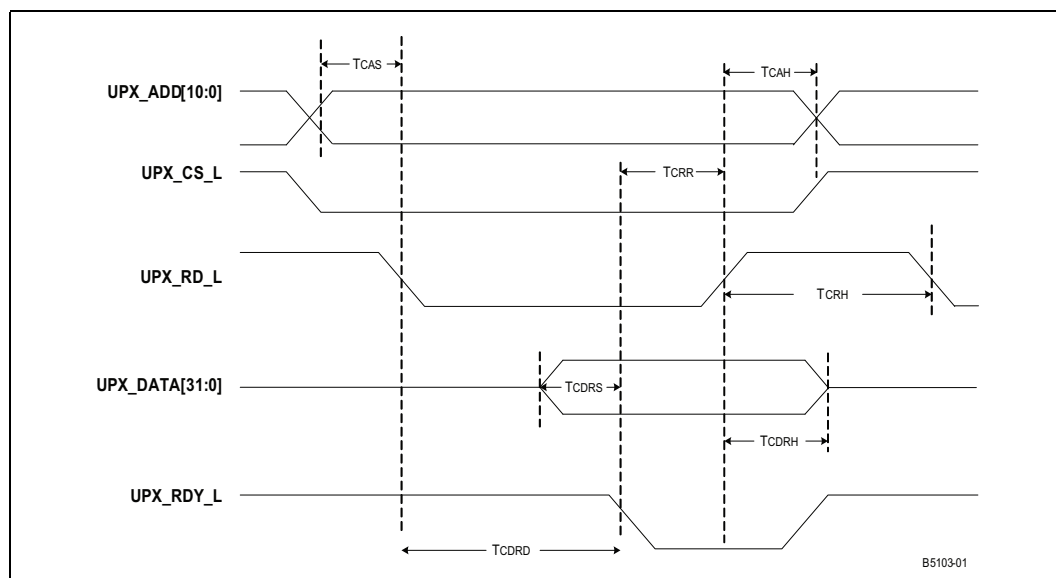 TCAS
TCAH
UPX_ADD[10:0]
UPX_CS_L
TCRR
UPX_RD_L
TCRH
UPX_DATA[31:0]
TCDRS
TCDRH
UPX_RDY_L
TCDRD
B5103-01